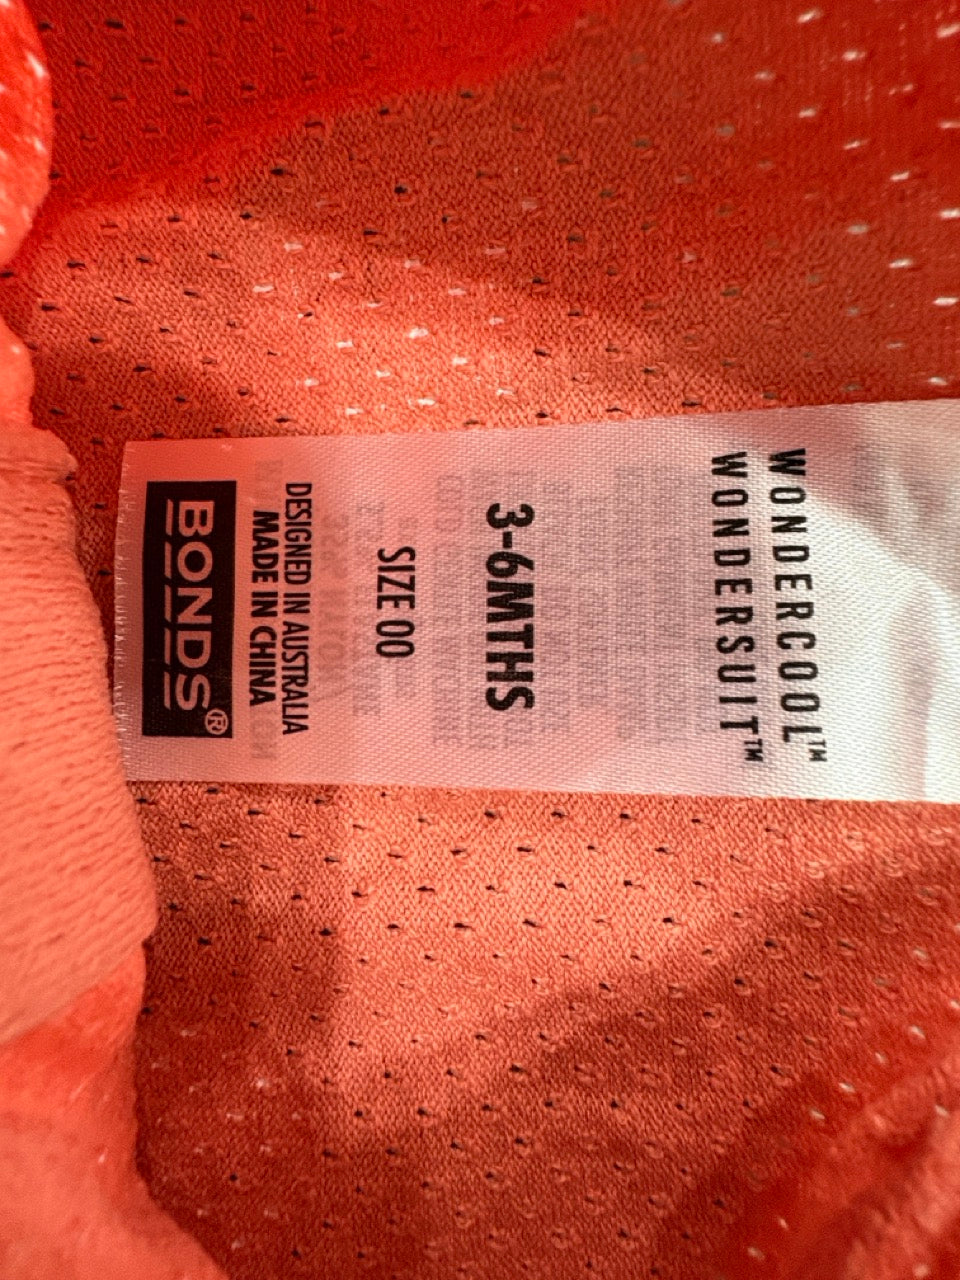 BONDS®
DESIGNED IN AUSTRALIA
MADE IN CHINA
SIZE 00
3-6MTHS
WONDERCOOL™
WONDERSUIT™